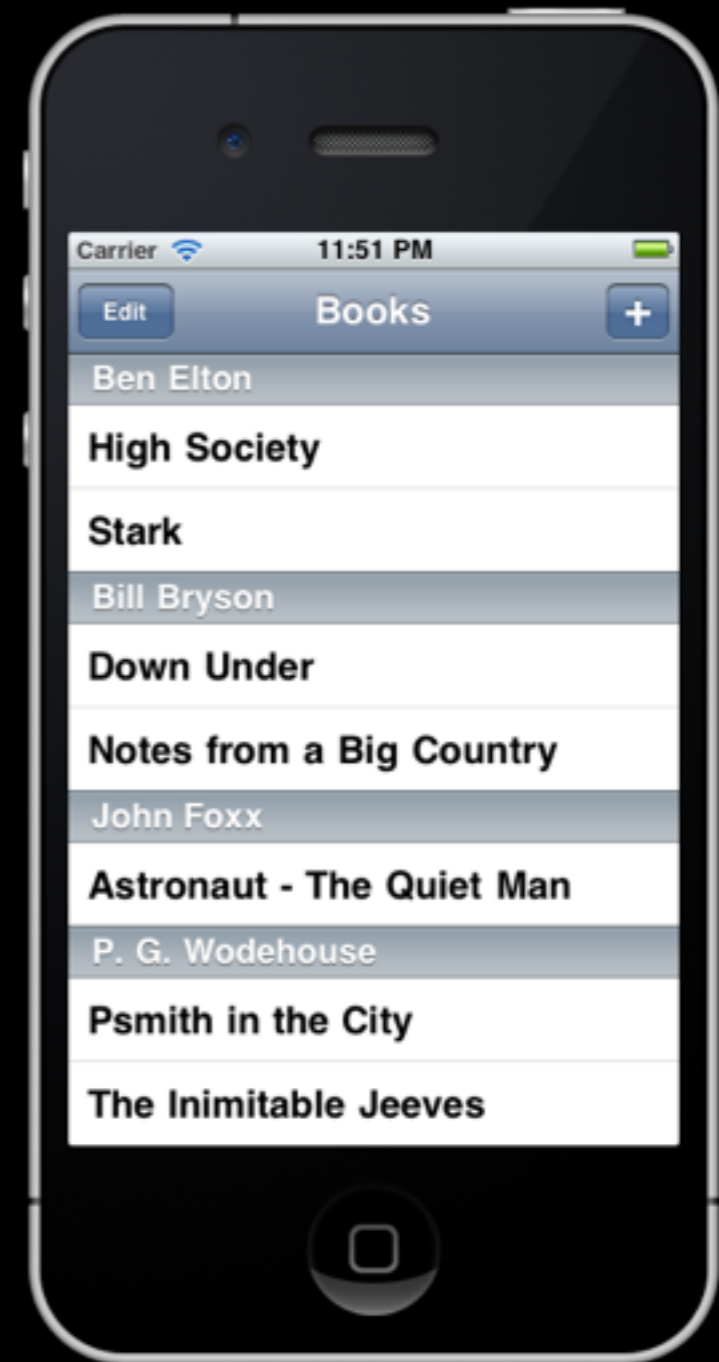 Carrier 11:51 PM
Edit Books +
Ben Elton
High Society
Stark
Bill Bryson
Down Under
Notes from a Big Country
John Foxx
Astronaut - The Quiet Man
P. G. Wodehouse
Psmith in the City
The Inimitable Jeeves